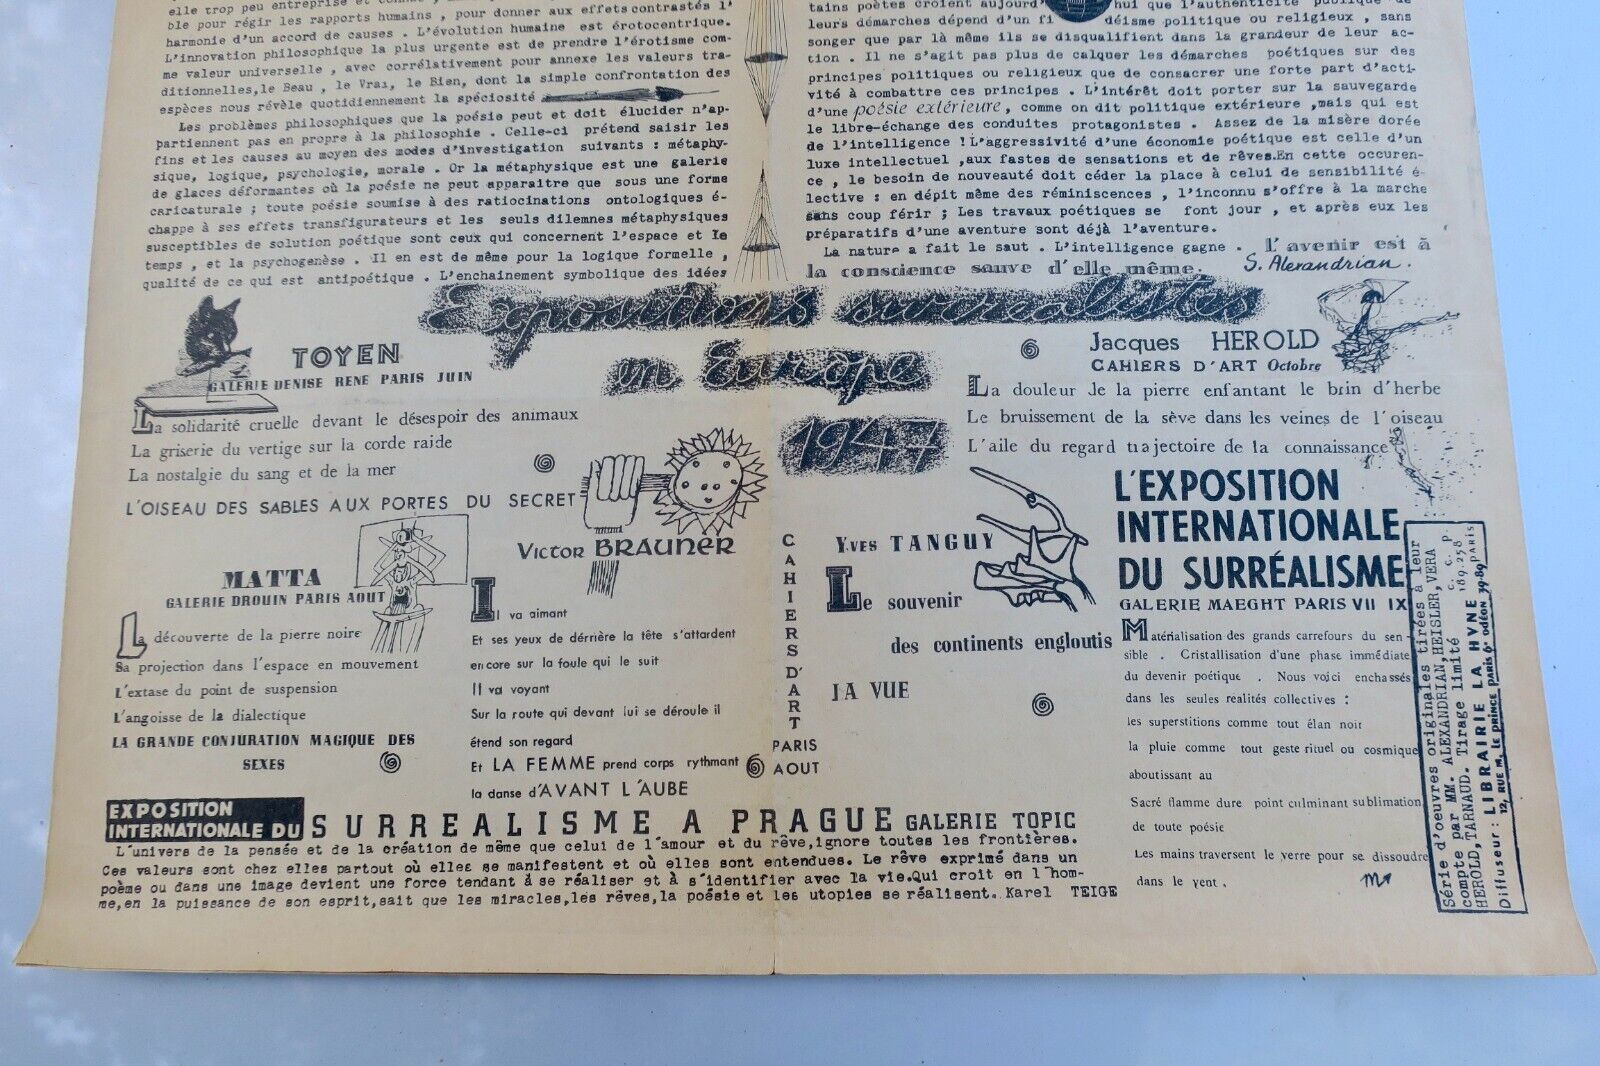 elle trop peu entreprise et connue
ble pour régir les rapports humains , pour donner aux effets contrastés l'
harmonie d'un accord de causes . L'évolution humaine est érotocentrique.
L'innovation philosophique la plus urgente est de prendre l'érotisme com-
me valeur universelle , avec corrélativement pour annexe les valeurs tra-
ditionnelles,le Beau , le Vrai, le Bien, dont la simple confrontation des
espèces nous révèle quotidiennement la spéciosité
Les problèmes philosophiques que la poésie peut et doit élucider n'ap-
partiennent pas en propre à la philosophie . Celle-ci prétend saisir les
fins et les causes au moyen des modes d'investigation suivants : métaphy-
sique, logique, psychologie, morale . Or la métaphysique est une galerie
de glaces déformantes où la poésie ne peut apparaitre que sous une forme
caricaturale ; toute poésie soumise à des ratiocinations ontologiques é-
chappe à ses effets transfigurateurs et les seuls dilemnes métaphysiques
susceptibles de solution poétique sont ceux qui concernent l'espace et le
temps , et la psychogenèse . Il en est de même pour la logique formelle ,
qualité de ce qui est antipoétique . L'enchainement symbolique des idées
tains poètes croient aujourd'hui que l'authenticité publique de
leurs démarches dépend d'un fi déisme politique ou religieux , sans
songer que par là même ils se disqualifient dans la grandeur de leur ac-
tion . Il ne s'agit pas plus de calquer les démarches poétiques sur des
principes politiques ou religieux que de consacrer une forte part d'acti-
vité à combattre ces principes . L'intérêt doit porter sur la sauvegarde
d'une poésie extérieure, comme on dit politique extérieure ,mais qui est
le libre-échange des conduites protagonistes . Assez de la misère dorée
de l'intelligence ! L'aggressivité d'une économie poétique est celle d'un
luxe intellectuel ,aux fastes de sensations et de rêves.En cette occuren-
ce , le besoin de nouveauté doit céder la place à celui de sensibilité é-
lective : en dépit même des réminiscences , l'inconnu s'offre à la marche
sans coup férir ; Les travaux poétiques se font jour , et après eux les
préparatifs d'une aventure sont déjà l'aventure.
La nature a fait le saut . L'intelligence gagne . l'avenir est à
la conscience sauve d'elle même. S. Alexandrian.
Expositions surrealistes
en Europe
1947
TOYEN
GALERIE DENISE RENE PARIS JUIN
La solidarité cruelle devant le désespoir des animaux
La griserie du vertige sur la corde raide
La nostalgie du sang et de la mer
L'OISEAU DES SABLES AUX PORTES DU SECRET
Jacques HEROLD
CAHIERS D'ART Octobre
La douleur de la pierre enfantant le brin d'herbe
Le bruissement de la sève dans les veines de l'oiseau
L'aile du regard trajectoire de la connaissance
MATTA
GALERIE DROUIN PARIS AOUT
La découverte de la pierre noire
Sa projection dans l'espace en mouvement
L'extase du point de suspension
L'angoisse de la dialectique
LA GRANDE CONJURATION MAGIQUE DES
SEXES
Victor BRAUNER
Il va aimant
Et ses yeux de dérrière la tête s'attardent
encore sur la foule qui le suit
Il va voyant
Sur la route qui devant lui se déroule il
étend son regard
Et LA FEMME prend corps rythmant
la danse d'AVANT L'AUBE
CAHIERS D'ART
PARIS
AOUT
Yves TANGUY
Le souvenir
des continents engloutis
JA VUE
L'EXPOSITION
INTERNATIONALE
DU SURRÉALISME
GALERIE MAEGHT PARIS VII IX
Matérialisation des grands carrefours du sen-
sible . Cristallisation d'une phase immédiate
du devenir poétique . Nous voici enchassés
dans les seules realités collectives :
les superstitions comme tout élan noir
la pluie comme tout geste rituel ou cosmique
aboutissant au
Sacré flamme dure point culminant sublimation
de toute poésie
Les mains traversent le verre pour se dissoudre
dans le vent .
EXPOSITION
INTERNATIONALE DU SURREALISME A PRAGUE GALERIE TOPIC
L'univers de la pensée et de la création de même que celui de l'amour et du rêve,ignore toutes les frontières.
Ces valeurs sont chez elles partout où elles se manifestent et où elles sont entendues. Le rêve exprimé dans un
poème ou dans une image devient une force tendant à se réaliser et à s'identifier avec la vie.Qui croit en l'hom-
me,en la puissance de son esprit,sait que les miracles,les rêves,la poésie et les utopies se réalisent. Karel TEIGE
Série d'oeuvres originales tirées à leur
compte par MM. ALEXANDRIAN,HEISLER,VERA
HEROLD,TARNAUD. Tirage limité
C. C. P.
189.258
Diffuseur : LIBRAIRIE LA HVNE
12, RUE M. le PRINCE PARIS 6e ODÉON 39-89 PARIS